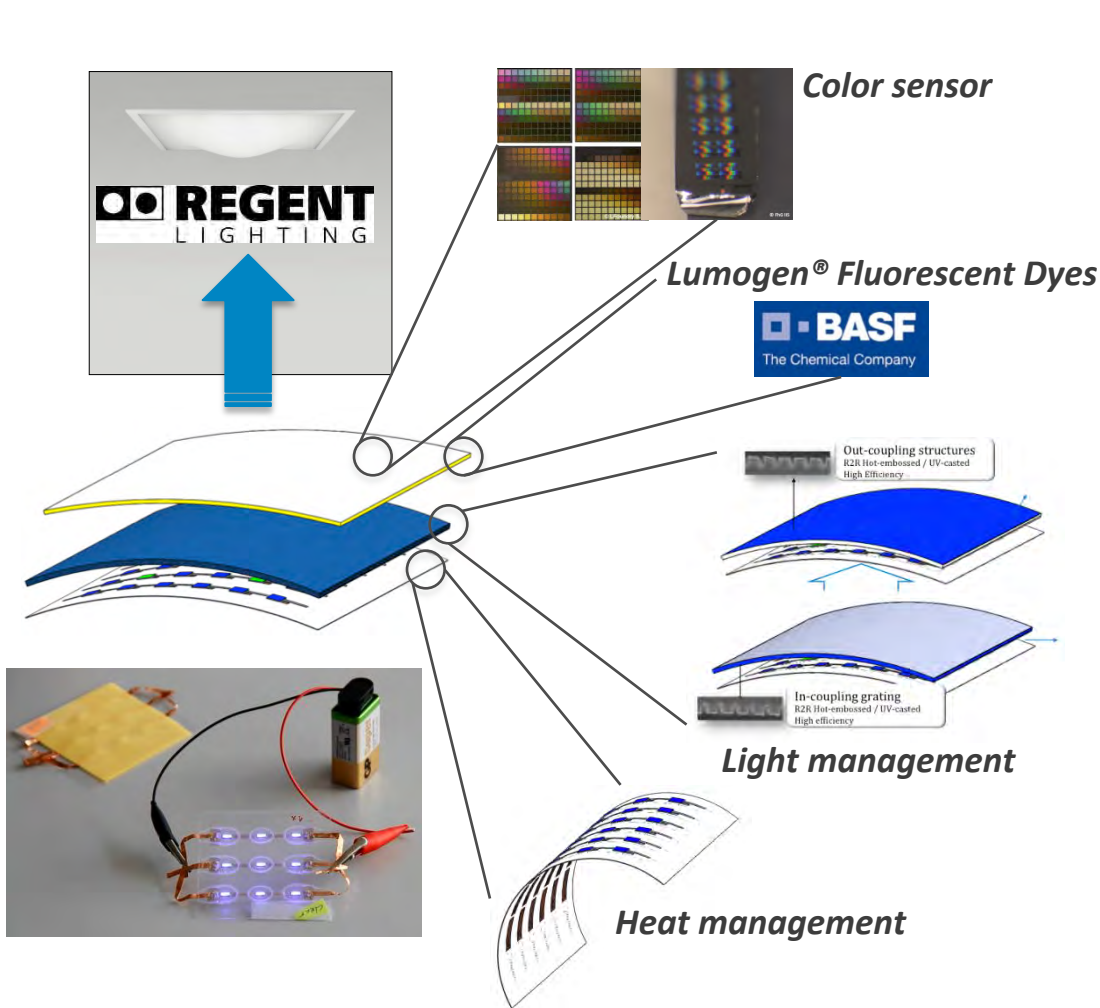 Color sensor
REGENT
LIGHTING
Lumogen® Fluorescent Dyes
BASF
The Chemical Company
Out-coupling structures
R2R Hot-embossed / UV-casted
High Efficiency
In-coupling grating
R2R Hot-embossed / UV-casted
High efficiency
Light management
Heat management